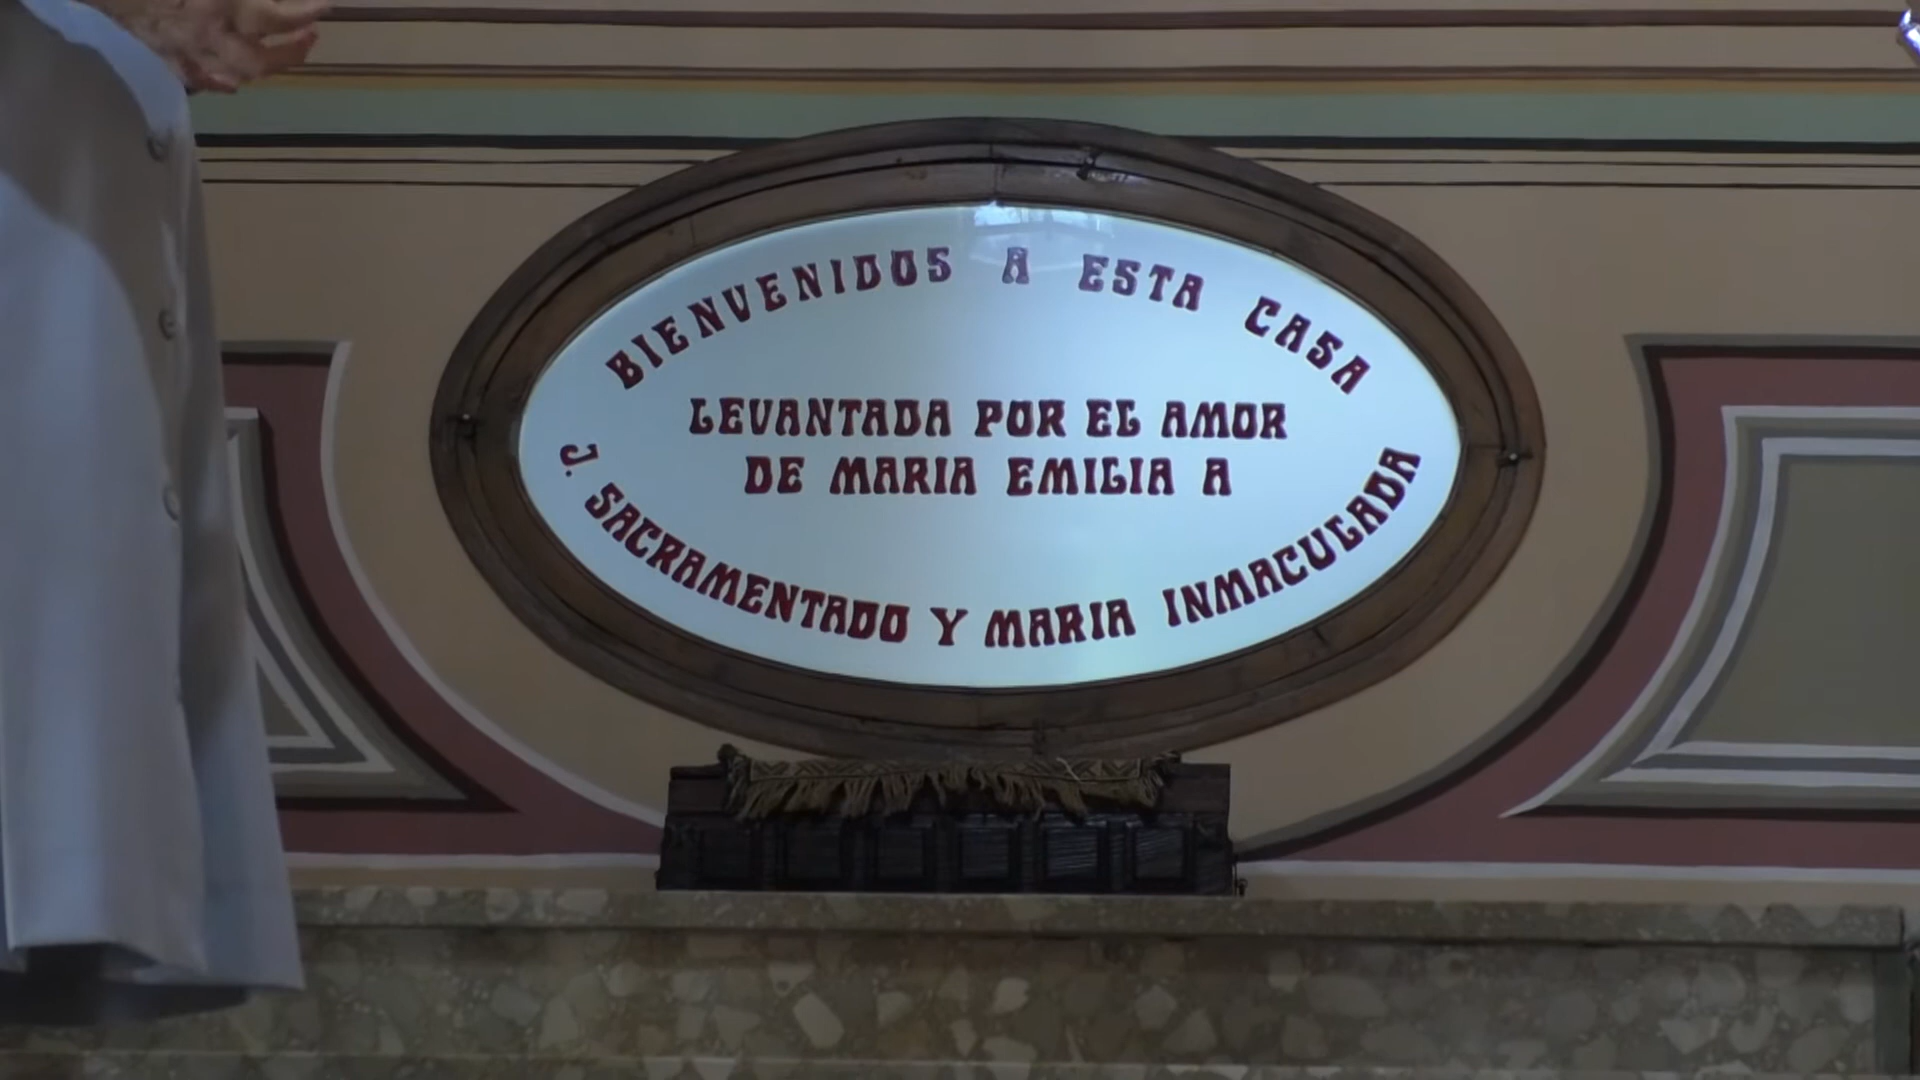 BIENVENIDOS A ESTA CASA
LEVANTADA POR EL AMOR
DE MARIA EMILIA A
J. SACRAMENTADO Y MARIA INMACULADA